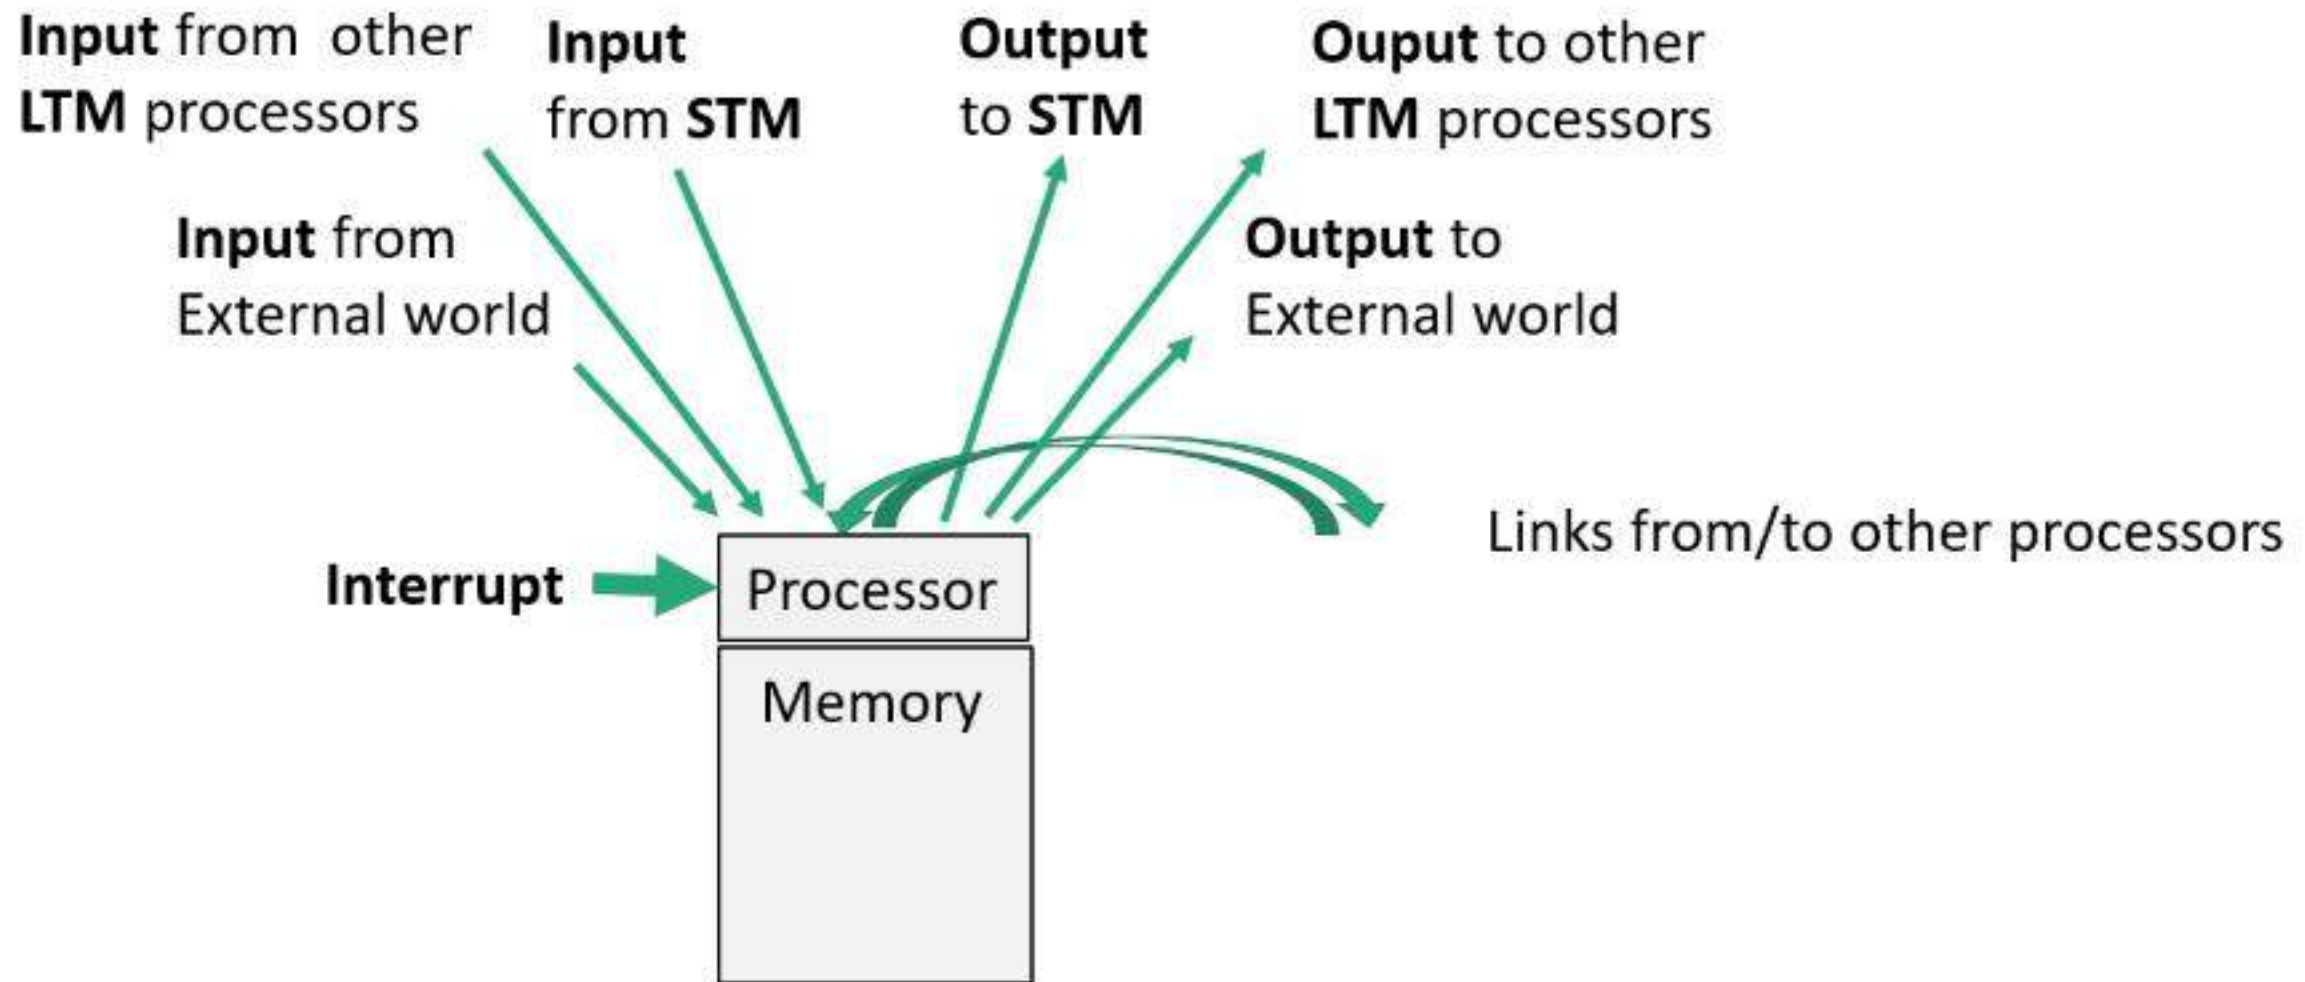 Input from other
LTM processors
Input
from STM
Output
to STM
Ouput to other
LTM processors
Input from
External world
Output to
External world
Links from/to other processors
Interrupt
Processor
Memory